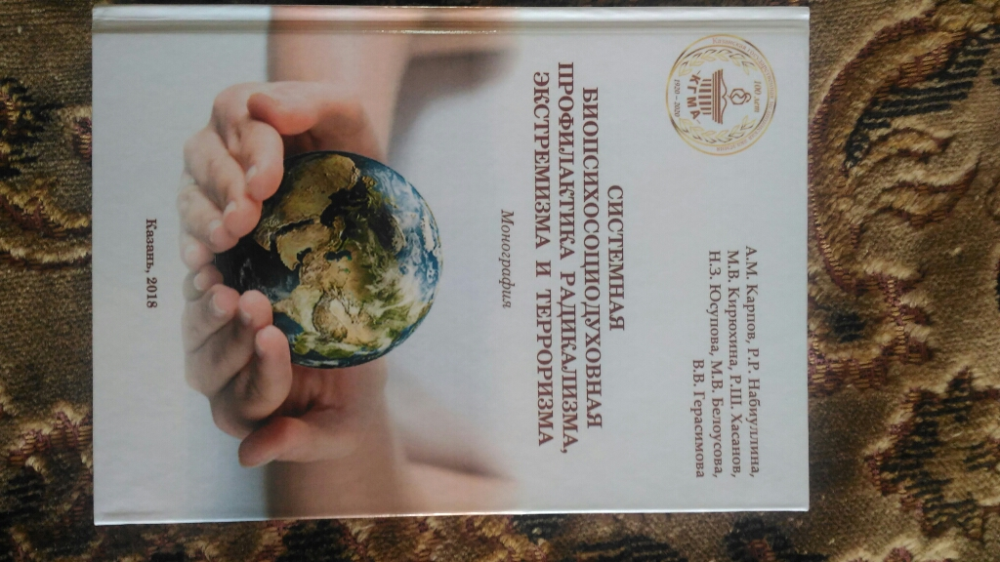 100 лет
КГМА
1920 - 2020
А.М. Карпов, Р.Р. Набиуллина,
М.В. Кирюхина, Р.Ш. Хасанов,
Н.З. Юсупова, М.В. Белоусова,
В.В. Герасимова
СИСТЕМНАЯ
БИОПСИХОСОЦИОДУХОВНАЯ
ПРОФИЛАКТИКА РАДИКАЛИЗМА,
ЭКСТРЕМИЗМА И ТЕРРОРИЗМА
Монография
Казань, 2018